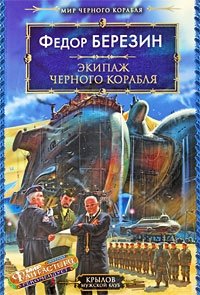 МИР ЧЕРНОГО КОРАБЛЯ
ФЕДОР БЕРЕЗИН
ЭКИПАЖ
ЧЕРНОГО КОРАБЛЯ
КРЫЛОВ
МУЖСКОЙ КЛУБ